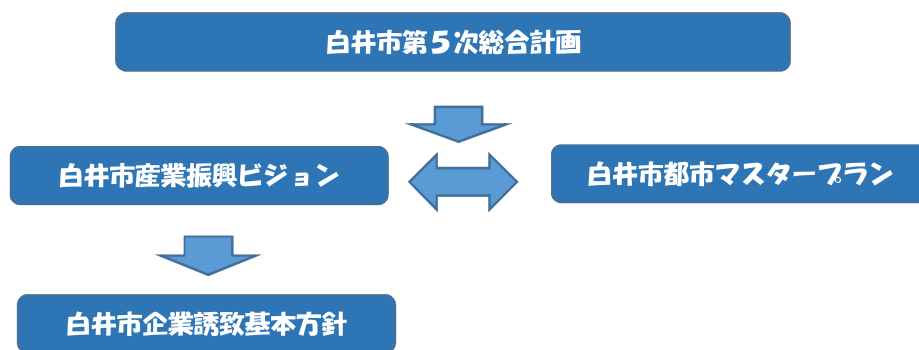 白井市第５次総合計画
白井市産業振興ビジョン
白井市都市マスタープラン
白井市企業誘致基本方針